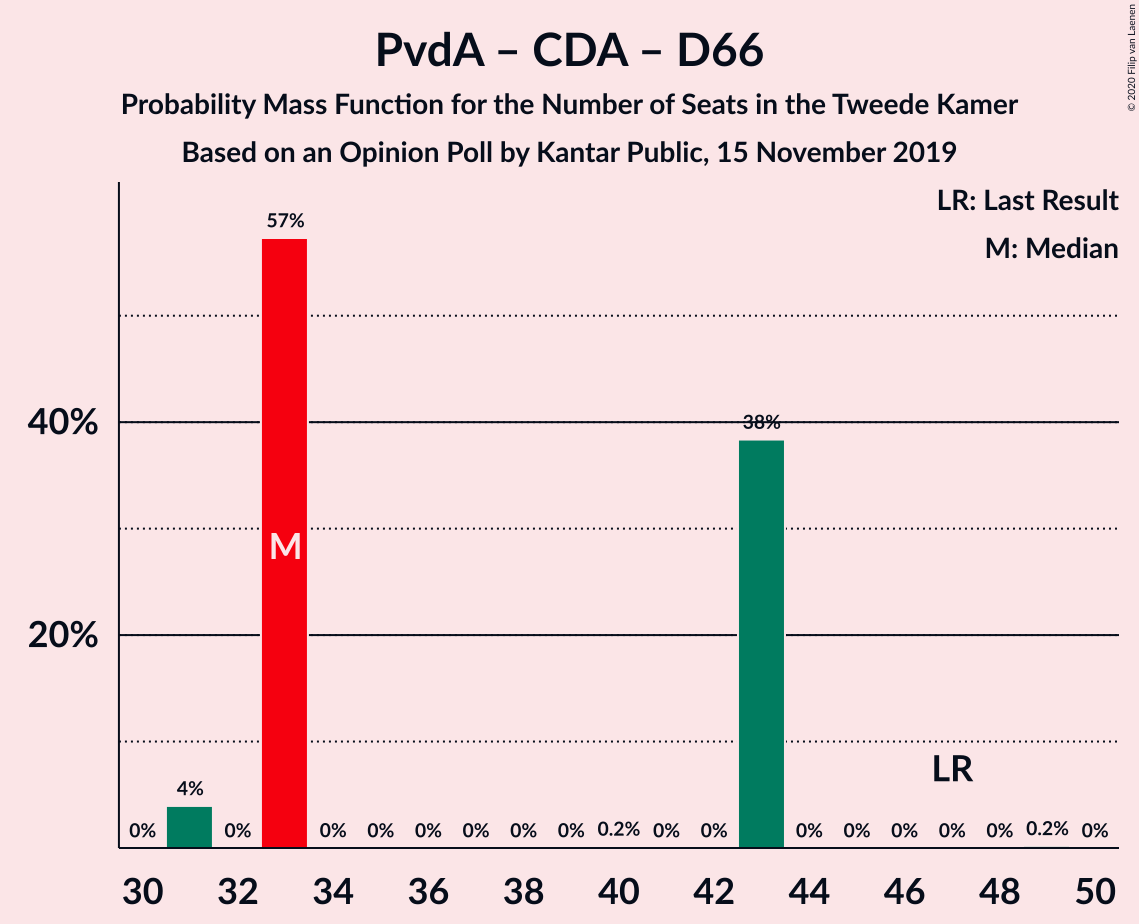 PvdA – CDA – D66
Probability Mass Function for the Number of Seats in the Tweede Kamer
Based on an Opinion Poll by Kantar Public, 15 November 2019
© 2020 Filip van Laenen
LR: Last Result
M: Median
57%
40%
38%
M
20%
LR
4%
0% 0% 0% 0% 0% 0% 0% 0% 0.2% 0% 0% 0% 0% 0% 0% 0% 0.2% 0%
30 32 34 36 38 40 42 44 46 48 50